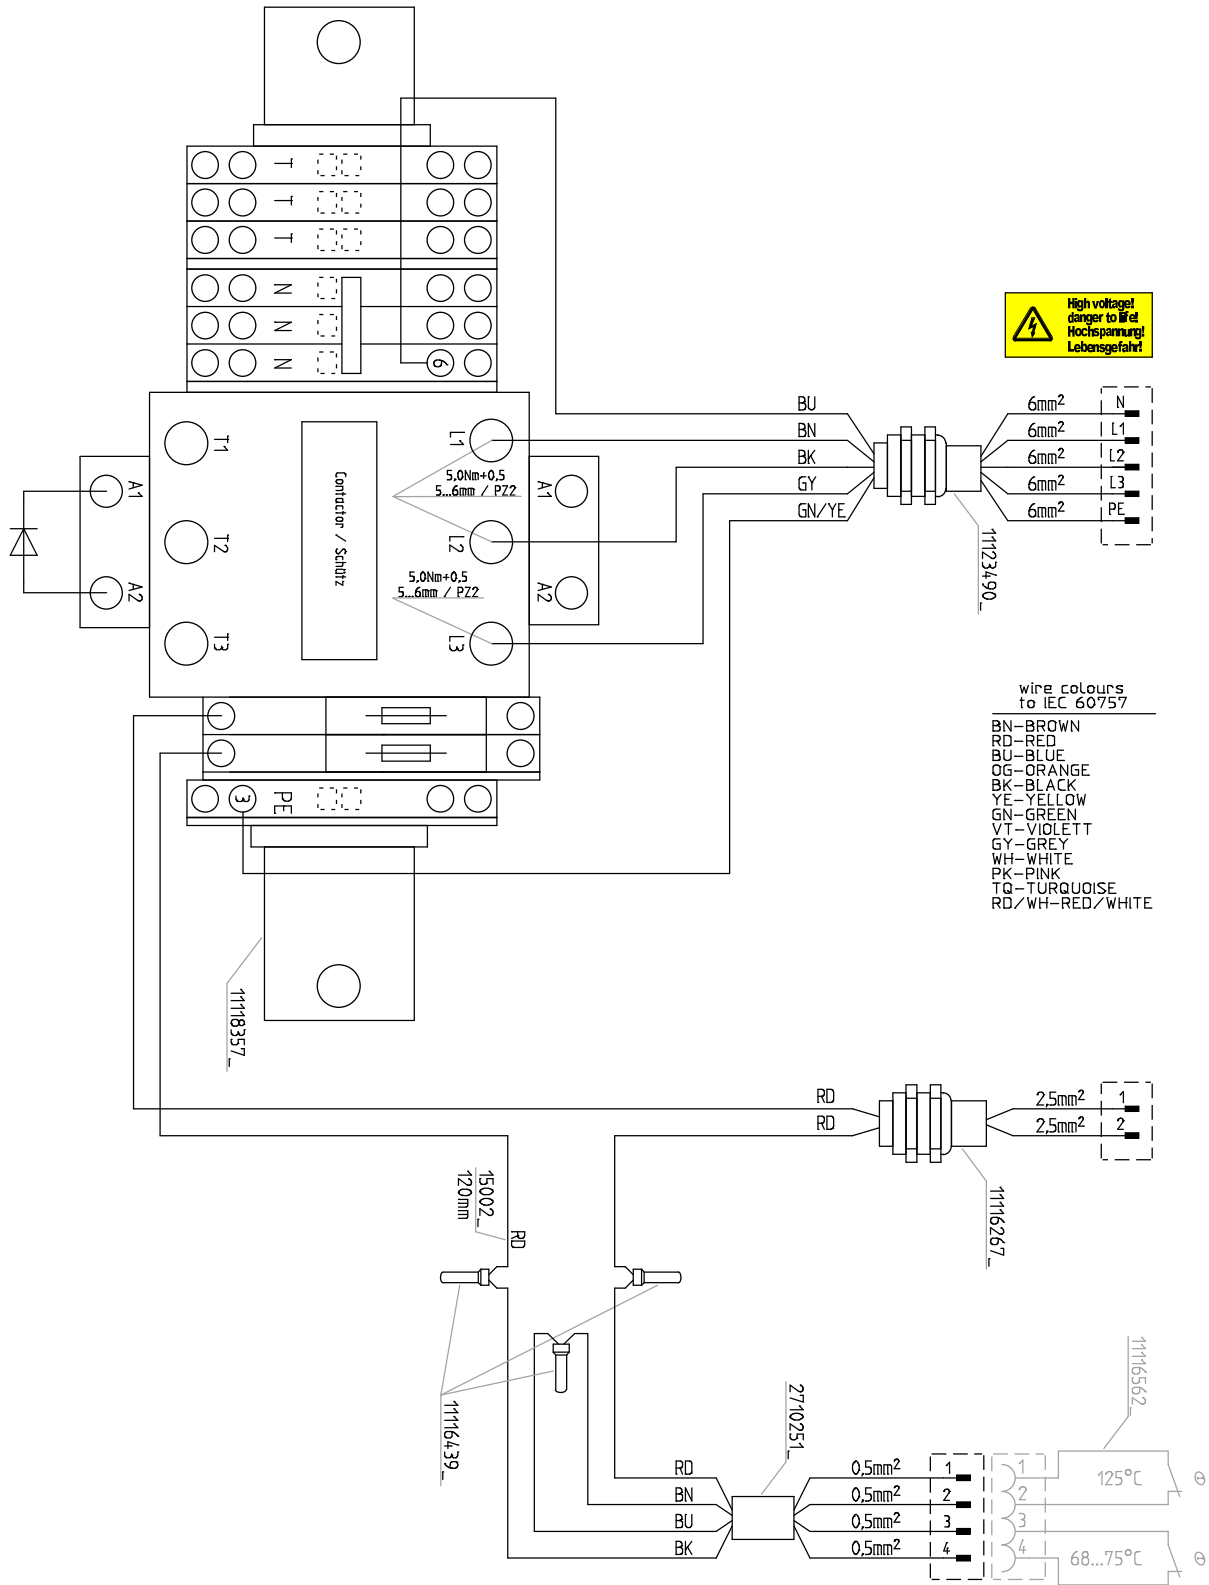 T
T
T
N
N
N
6
High voltage!
danger to life!
Hochspannung!
Lebensgefahr!
BU
BN
BK
GY
GN/YE
6mm²
6mm²
6mm²
6mm²
6mm²
N
L1
L2
L3
PE
11123490_
T1
T2
T3
L1
L2
L3
A1
A2
A1
A2
Contactor / Schütz
5,0Nm+0,5
5...6mm / PZ2
5,0Nm+0,5
5...6mm / PZ2
3
PE
11118357_
wire colours
to IEC 60757
BN-BROWN
RD-RED
BU-BLUE
OG-ORANGE
BK-BLACK
YE-YELLOW
GN-GREEN
VT-VIOLETT
GY-GREY
WH-WHITE
PK-PINK
TQ-TURQUOISE
RD/WH-RED/WHITE
RD
RD
2,5mm²
2,5mm²
1
2
11116267_
15002_
120mm
RD
11116439_
2710251_
RD
BN
BU
BK
0,5mm²
0,5mm²
0,5mm²
0,5mm²
1
2
3
4
1
2
3
4
11116562_
125°C
68...75°C
Θ
Θ